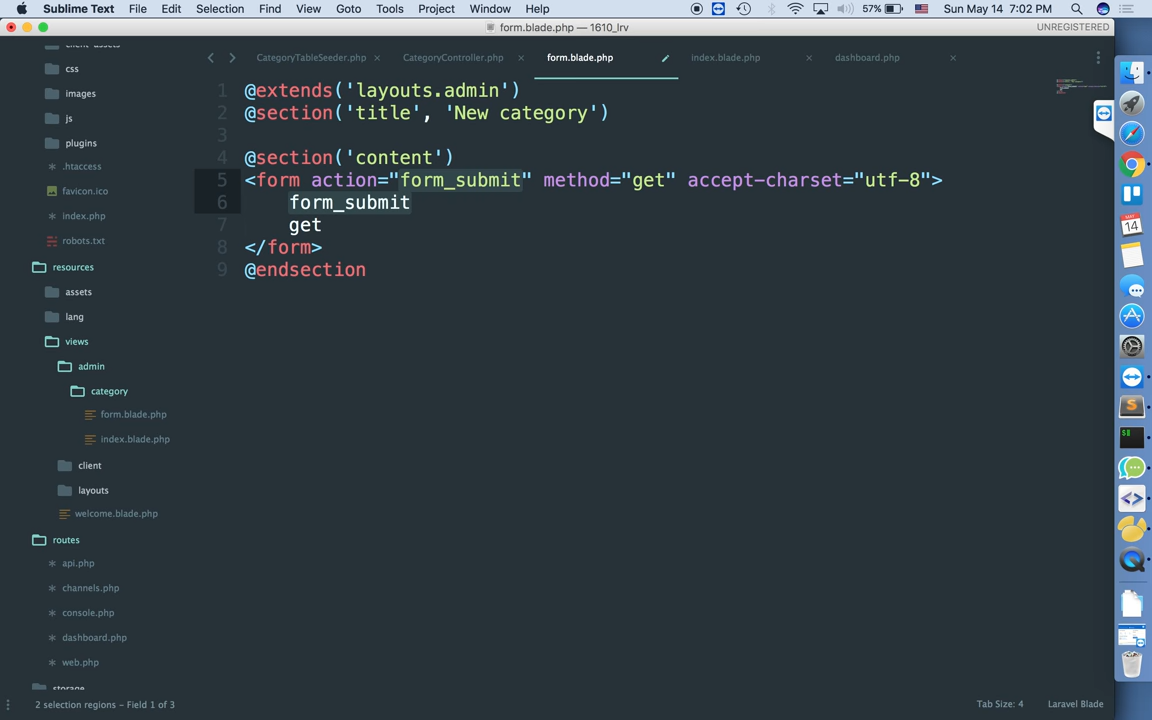 Sublime Text File Edit Selection Find View Goto Tools Project Window Help 57% Sun May 14 7:02 PM
form.blade.php — 1610_lrv UNREGISTERED
CategoryTableSeeder.php × CategoryController.php × form.blade.php index.blade.php × dashboard.php ×
client-assets
css
images
js
plugins
.htaccess
favicon.ico
index.php
robots.txt
resources
assets
lang
views
admin
category
form.blade.php
index.blade.php
client
layouts
welcome.blade.php
routes
api.php
channels.php
console.php
dashboard.php
web.php
storage
1 @extends('layouts.admin')
2 @section('title', 'New category')
3
4 @section('content')
5 <form action="form_submit" method="get" accept-charset="utf-8">
6 form_submit
7 get
8 </form>
9 @endsection
MAY
14
S
$
2 selection regions – Field 1 of 3 Tab Size: 4 Laravel Blade